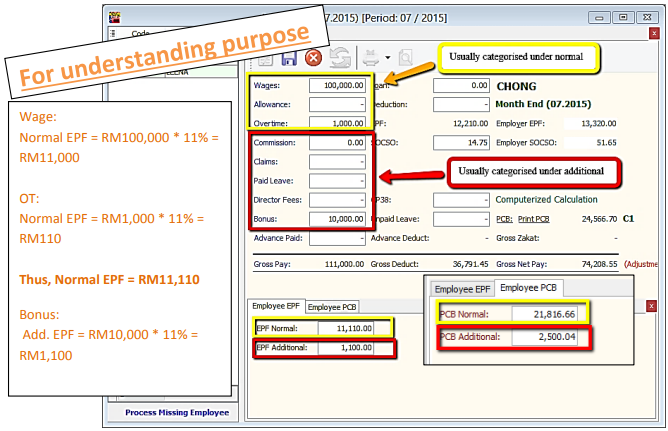 07.2015) [Period: 07 / 2015]
Code
For understanding purpose
Wage:
Normal EPF = RM100,000 * 11% =
RM11,000
OT:
Normal EPF = RM1,000 * 11% =
RM110
Thus, Normal EPF = RM11,110
Bonus:
Add. EPF = RM10,000 * 11% =
RM1,100
Usually categorised under normal
Wages: 100,000.00 0.00 CHONG
Allowance: - Deduction: - Month End (07.2015)
Overtime: 1,000.00 EPF: 12,210.00 Employer EPF: 13,320.00
Commission: 0.00 SOCSO: 14.75 Employer SOCSO: 51.65
Claims: -
Usually categorised under additional
Paid Leave: -
Director Fees: - CP38: - Computerized Calculation
Bonus: 10,000.00 Unpaid Leave: - PCB: Print PCB 24,566.70 C1
Advance Paid: - Advance Deduct: - Gross Zakat: -
Gross Pay: 111,000.00 Gross Deduct: 36,791.45 Gross Net Pay: 74,208.55 (Adjustme
Employee EPF Employee PCB
EPF Normal: 11,110.00
EPF Additional: 1,100.00
Employee EPF Employee PCB
PCB Normal: 21,816.66
PCB Additional: 2,500.04
Process Missing Employee